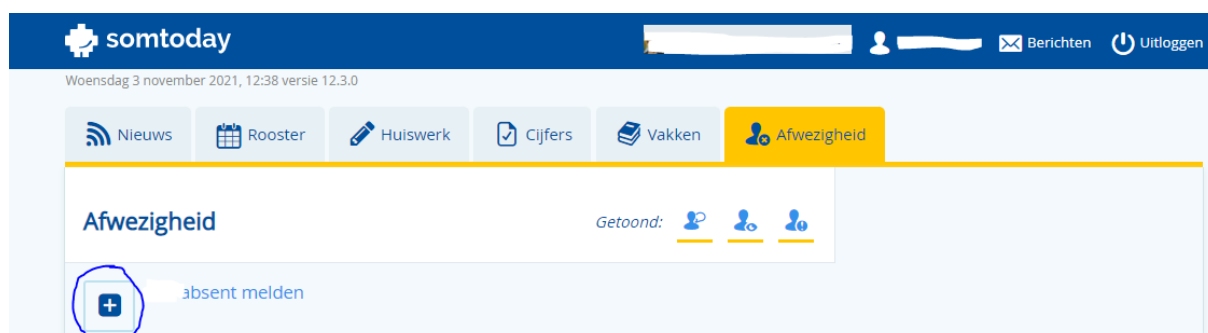 somtoday
Berichten
Uitloggen
Woensdag 3 november 2021, 12:38 versie 12.3.0
Nieuws Rooster Huiswerk Cijfers Vakken Afwezigheid
Afwezigheid Getoond:
absent melden